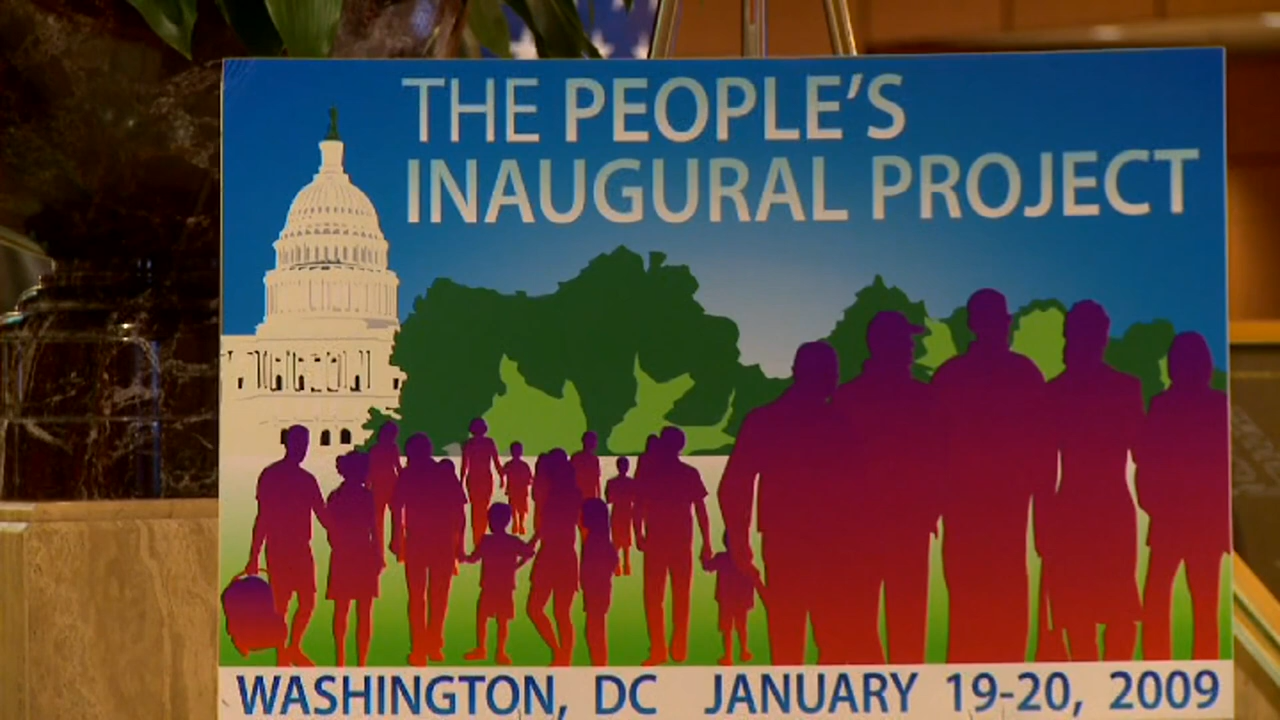 THE PEOPLE'S
INAUGURAL PROJECT
WASHINGTON, DC JANUARY 19-20, 2009